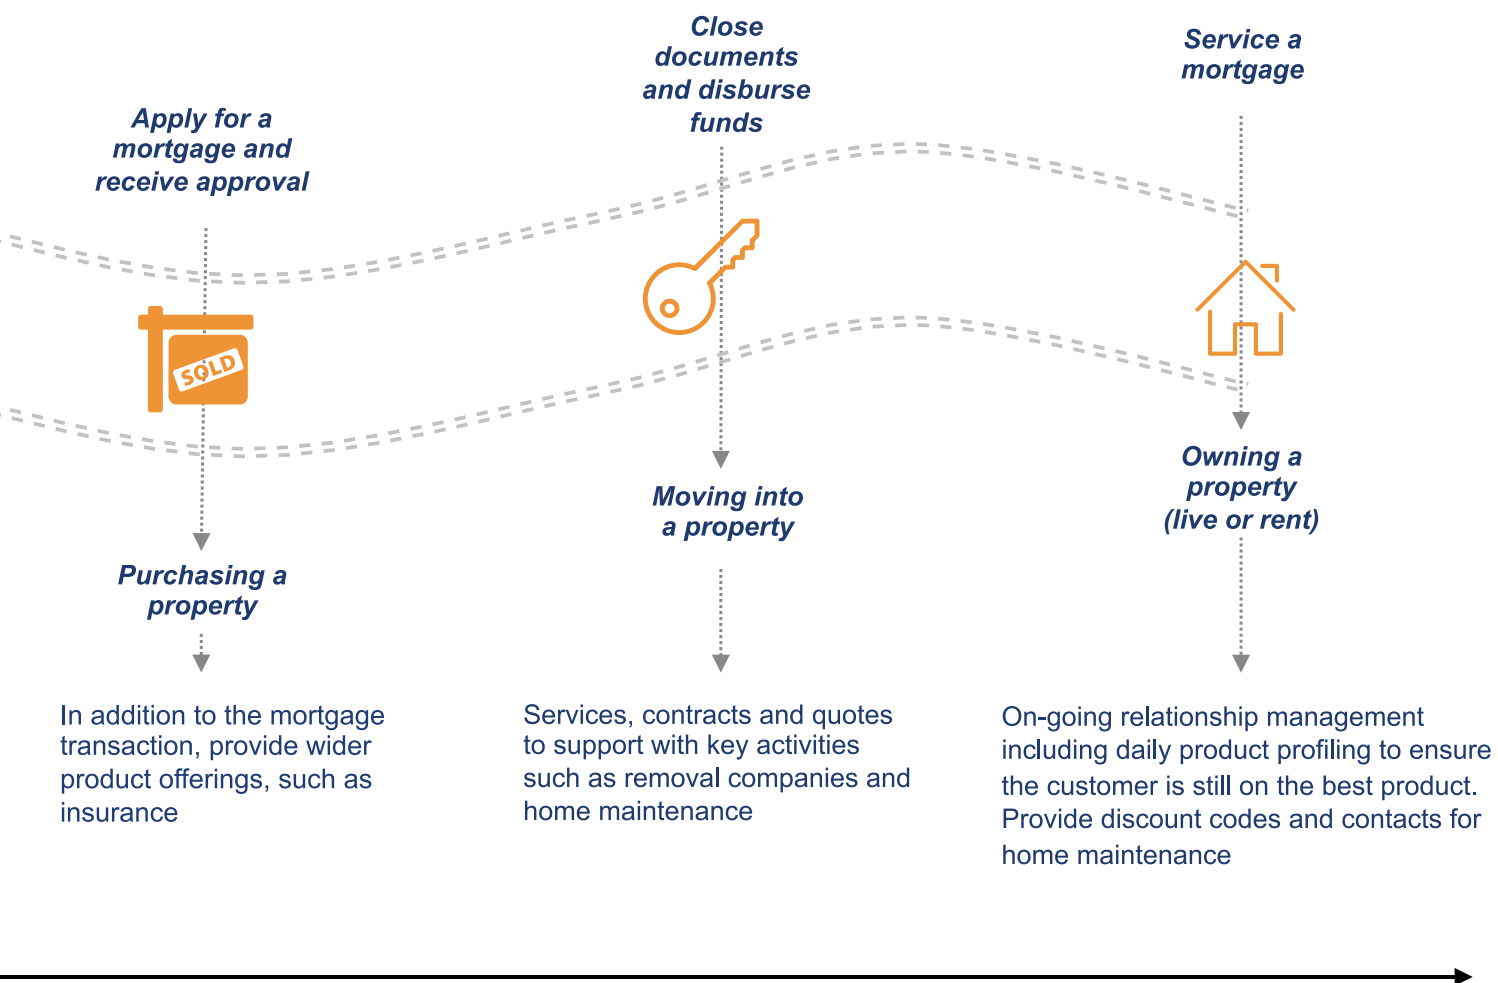 Apply for a
mortgage and
receive approval
SOLD
Purchasing a
property
In addition to the mortgage
transaction, provide wider
product offerings, such as
insurance
Close
documents
and disburse
funds
Moving into
a property
Services, contracts and quotes
to support with key activities
such as removal companies and
home maintenance
Service a
mortgage
Owning a
property
(live or rent)
On-going relationship management
including daily product profiling to ensure
the customer is still on the best product.
Provide discount codes and contacts for
home maintenance